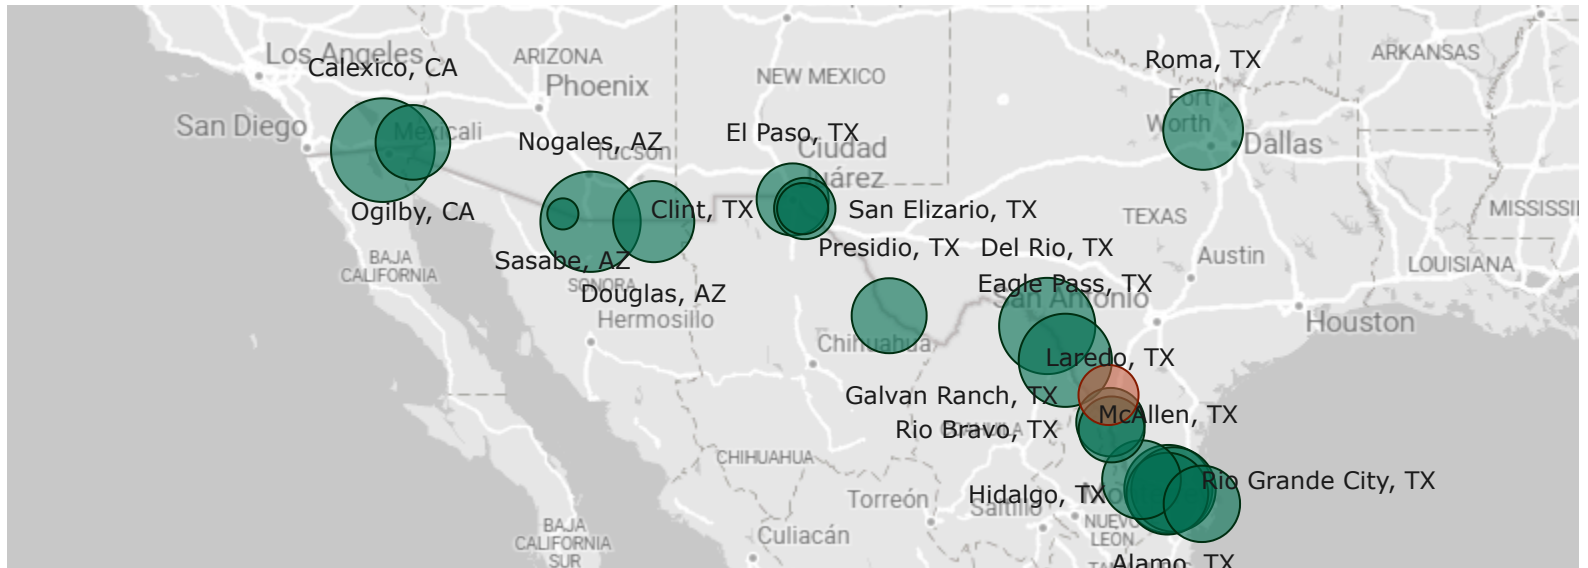 Los Angeles
Calexico, CA
ARIZONA
Phoenix
NEW MEXICO
Roma, TX
ARKANSAS
Fort
Worth
Dallas
San Diego
Mexicali
Nogales, AZ
Tucson
El Paso, TX
Ciudad
Juárez
Ogilby, CA
Clint, TX
San Elizario, TX
TEXAS
MISSISSI
BAJA
CALIFORNIA
Sasabe, AZ
SONORA
Douglas, AZ
Hermosillo
Presidio, TX
Del Rio, TX
Austin
LOUISIANA
Eagle Pass, TX
San Antonio
Houston
Chihuahua
Laredo, TX
Galvan Ranch, TX
McAllen, TX
Rio Bravo, TX
COAHUILA
CHIHUAHUA
Rio Grande City, TX
Hidalgo, TX
Torreón
Saltillo
NUEVO
LEON
BAJA
CALIFORNIA
SUR
Culiacán
Alamo, TX